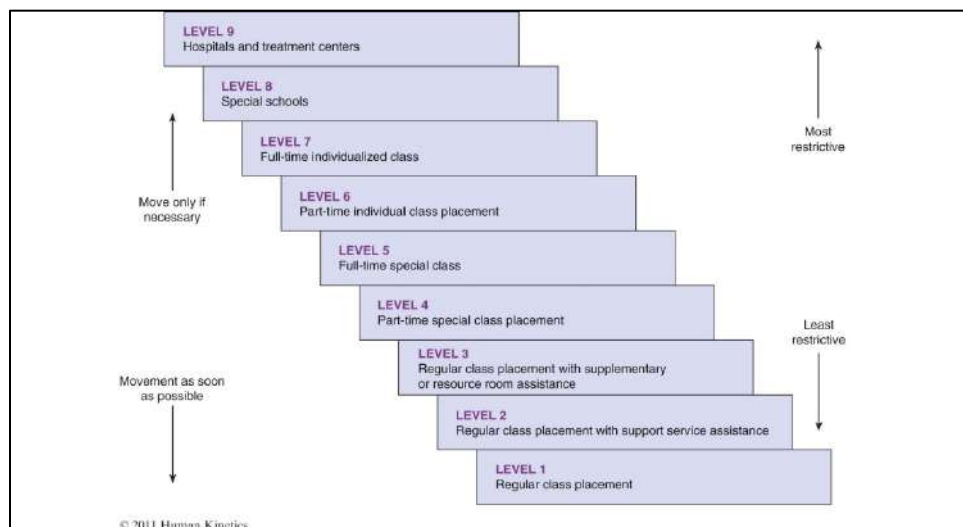 LEVEL 9
Hospitals and treatment centers
LEVEL 8
Special schools
Most
restrictive
LEVEL 7
Full-time individualized class
Move only if
necessary
LEVEL 6
Part-time individual class placement
LEVEL 5
Full-time special class
LEVEL 4
Part-time special class placement
Least
restrictive
LEVEL 3
Regular class placement with supplementary
or resource room assistance
Movement as soon
as possible
LEVEL 2
Regular class placement with support service assistance
LEVEL 1
Regular class placement
© 2011 Human Kinetics